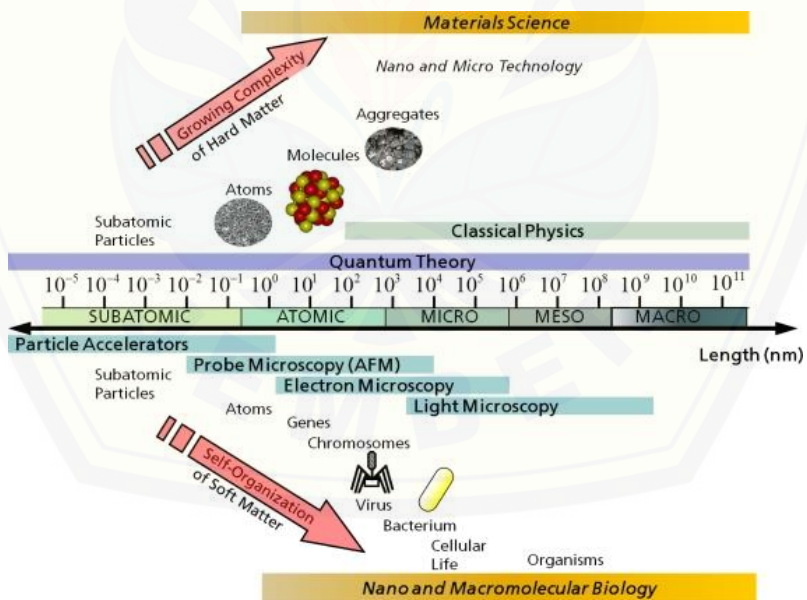 Materials Science
Nano and Micro Technology
Growing Complexity
of Hard Matter
Aggregates
Molecules
Atoms
Subatomic
Particles
Classical Physics
Quantum Theory
10⁻⁵ 10⁻⁴ 10⁻³ 10⁻² 10⁻¹ 10⁰ 10¹ 10² 10³ 10⁴ 10⁵ 10⁶ 10⁷ 10⁸ 10⁹ 10¹⁰ 10¹¹
SUBATOMIC ATOMIC MICRO MESO MACRO
Length (nm)
Particle Accelerators
Probe Microscopy (AFM)
Electron Microscopy
Light Microscopy
Subatomic
Particles
Atoms
Genes
Chromosomes
Self-Organization
of Soft Matter
Virus
Bacterium
Cellular
Life
Organisms
Nano and Macromolecular Biology